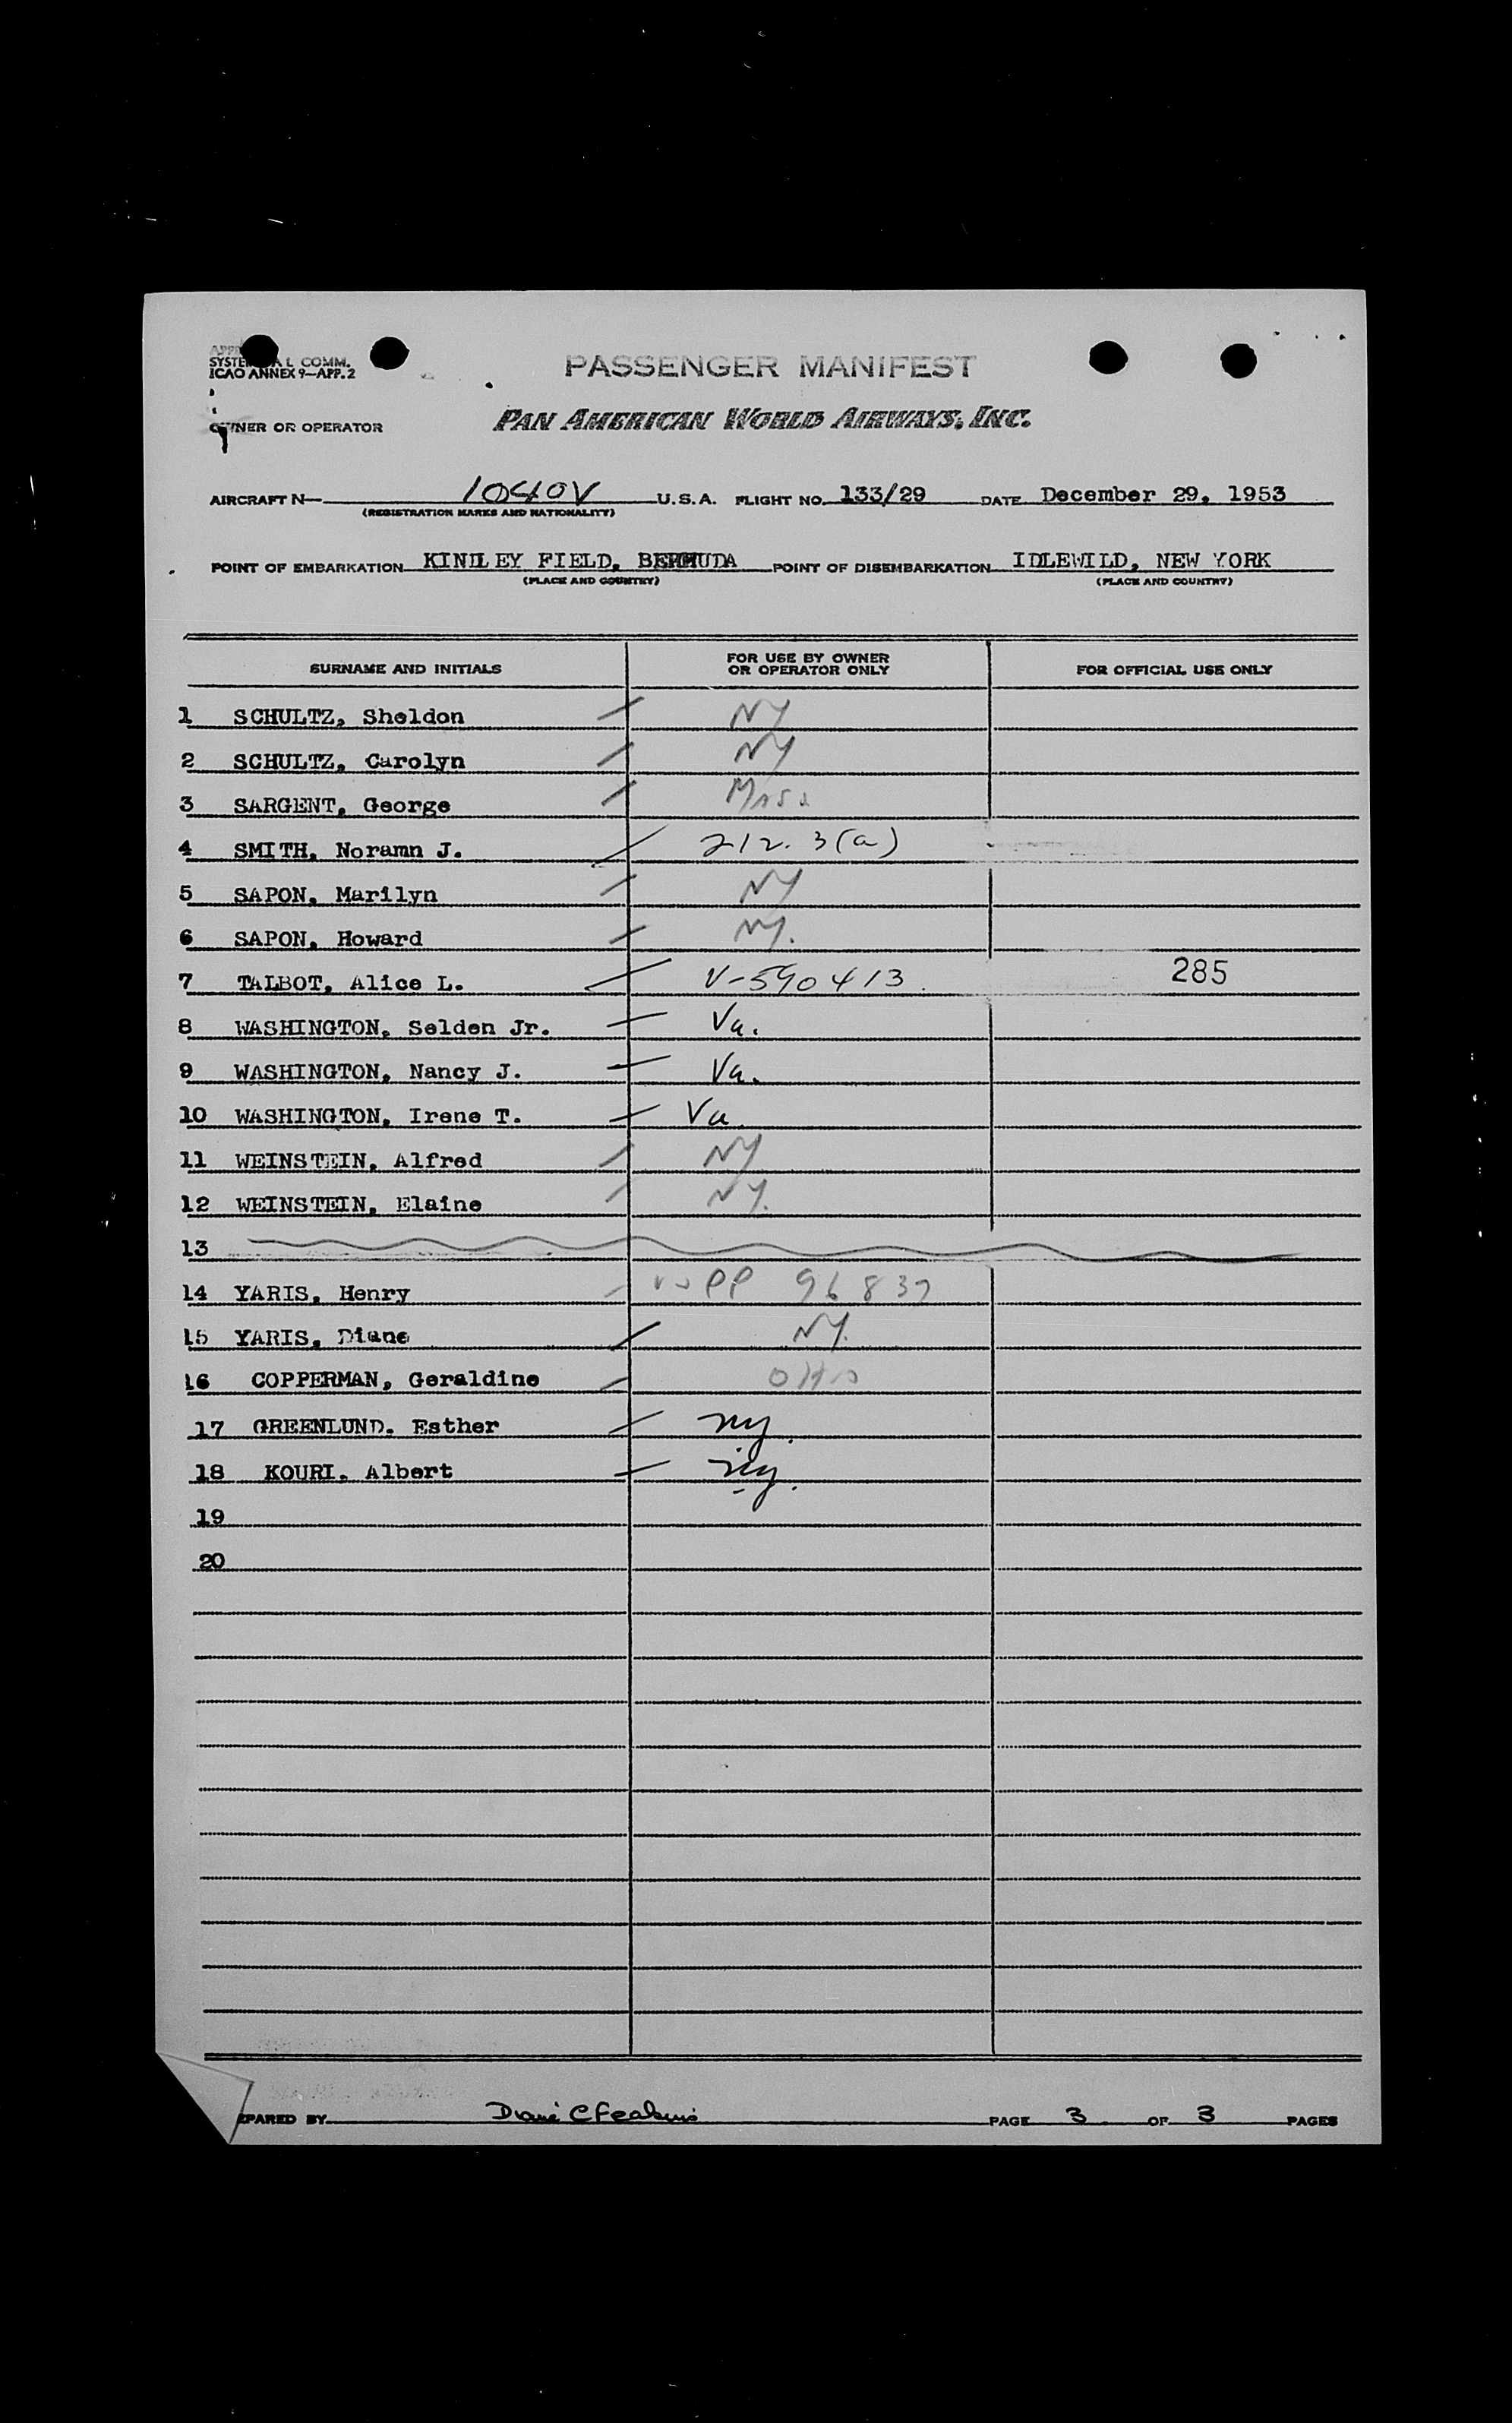 SYSTE L COMM.
ICAO ANNEX 9—APP. 2
PASSENGER MANIFEST
OWNER OR OPERATOR PAN AMERICAN WORLD AIRWAYS, INC.
AIRCRAFT N— 1040V U.S.A. FLIGHT NO. 133/29 DATE December 29, 1953
(REGISTRATION MARKS AND NATIONALITY)
POINT OF EMBARKATION KINDLEY FIELD, BERMUDA POINT OF DISEMBARKATION IDLEWILD, NEW YORK
(PLACE AND COUNTRY) (PLACE AND COUNTRY)
SURNAME AND INITIALS FOR USE BY OWNER OR OPERATOR ONLY FOR OFFICIAL USE ONLY
1 SCHULTZ, Sheldon NY
2 SCHULTZ, Carolyn NY
3 SARGENT, George Mass
4 SMITH, Noramn J. 212.3(a)
5 SAPON, Marilyn NY
6 SAPON, Howard NY.
7 TALBOT, Alice L. V-590413 285
8 WASHINGTON, Selden Jr. Va.
9 WASHINGTON, Nancy J. Va.
10 WASHINGTON, Irene T. Va.
11 WEINSTEIN, Alfred NY
12 WEINSTEIN, Elaine NY.
13
14 YARIS, Henry PP 96837
15 YARIS, Diane NY.
16 COPPERMAN, Geraldine OHIO
17 GREENLUND. Esther ny.
18 KOURI, Albert ny.
19
20
EPARED BY PAGE 3 OF 3 PAGES